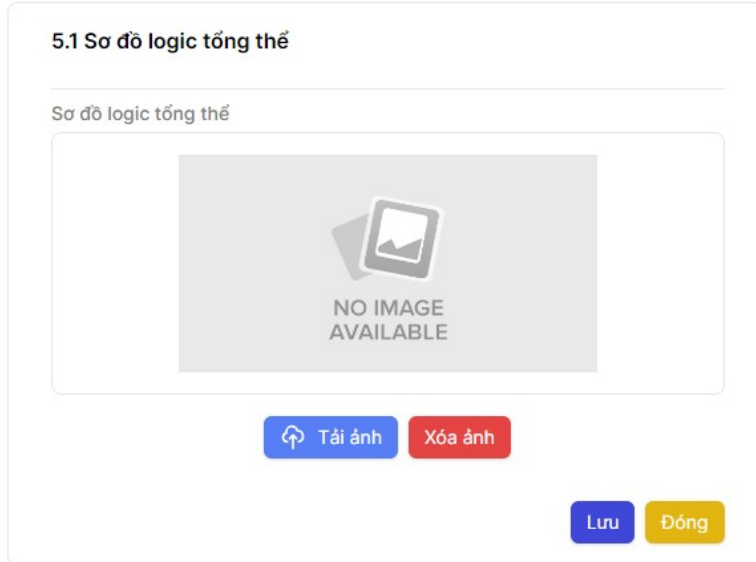 5.1 Sơ đồ logic tổng thể
Sơ đồ logic tổng thể
NO IMAGE
AVAILABLE
Tải ảnh
Xóa ảnh
Lưu
Đóng